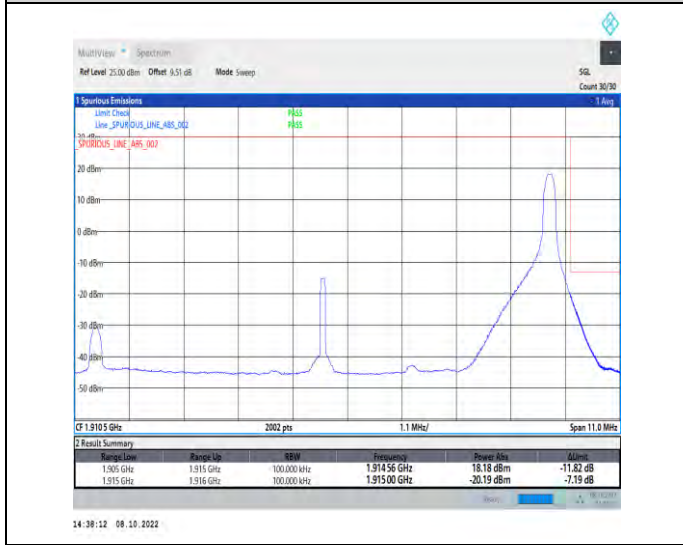 MultiView Spectrum
Ref Level 25.00 dBm Offset 9.51 dB Mode Sweep SGL
Count 30/30
1 Spurious Emissions 1 Avg
Limit Check PASS
Line _SPURIOUS_LINE_ABS_002 PASS
30 dBm
_SPURIOUS_LINE_ABS_002
20 dBm
10 dBm
0 dBm
-10 dBm
-20 dBm
-30 dBm
-40 dBm
-50 dBm
CF 1.9105 GHz 2002 pts 1.1 MHz/ Span 11.0 MHz
2 Result Summary
Range Low Range Up RBW Frequency Power Abs ΔLimit
1.905 GHz 1.915 GHz 100.000 kHz 1.91456 GHz 18.18 dBm -11.82 dB
1.915 GHz 1.916 GHz 100.000 kHz 1.91500 GHz -20.19 dBm -7.19 dB
14:38:12 08.10.2022